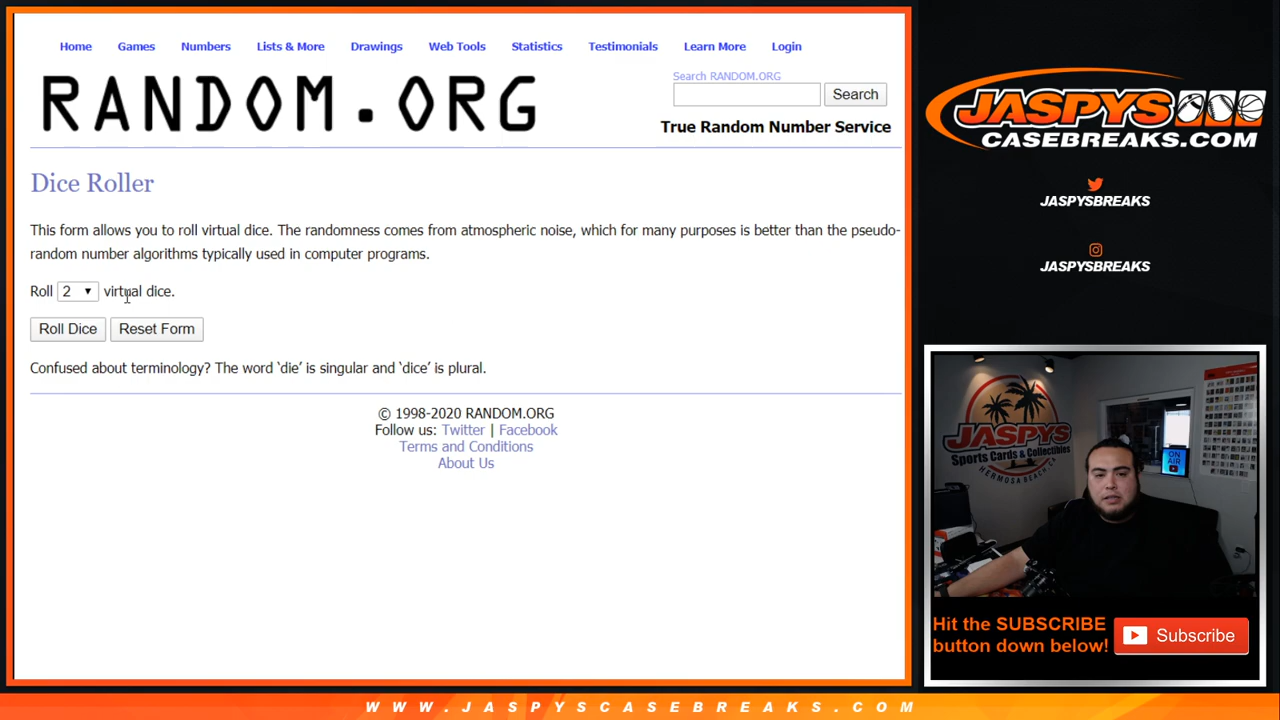 Home Games Numbers Lists & More Drawings Web Tools Statistics Testimonials Learn More Login
RANDOM.ORG
Search RANDOM.ORG
Search
True Random Number Service
Dice Roller
This form allows you to roll virtual dice. The randomness comes from atmospheric noise, which for many purposes is better than the pseudo-
random number algorithms typically used in computer programs.
Roll 2 virtual dice.
Roll Dice Reset Form
Confused about terminology? The word ‘die’ is singular and ‘dice’ is plural.
© 1998-2020 RANDOM.ORG
Follow us: Twitter | Facebook
Terms and Conditions
About Us
JASPYS
CASEBREAKS.COM
JASPYSBREAKS
JASPYSBREAKS
JASPYS
Sports Cards & Collectibles
HERMOSA BEACH, CA
ON
AIR
Hit the SUBSCRIBE
button down below!
Subscribe
WWW.JASPYSCASEBREAKS.COM